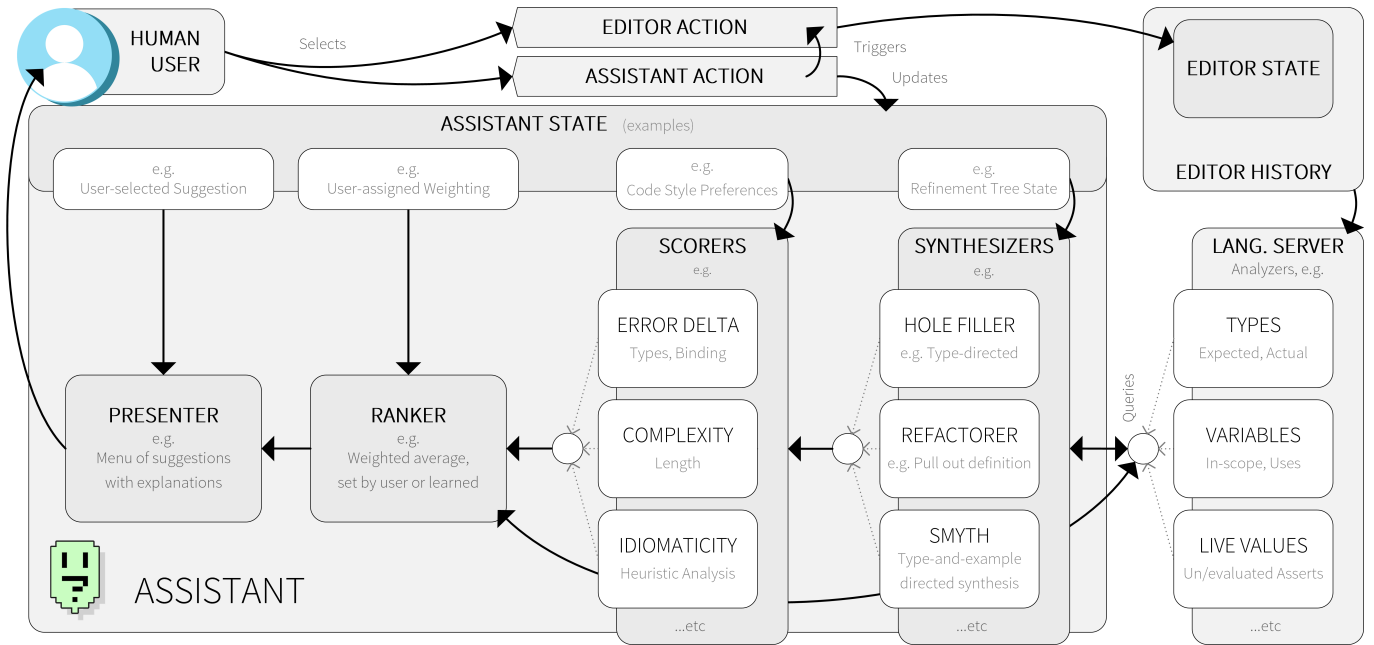 HUMAN
USER
Selects
EDITOR ACTION
ASSISTANT ACTION
Triggers
Updates
EDITOR STATE
EDITOR HISTORY
ASSISTANT STATE (examples)
e.g.
User-selected Suggestion
e.g.
User-assigned Weighting
e.g.
Code Style Preferences
e.g.
Refinement Tree State
PRESENTER
e.g.
Menu of suggestions
with explanations
RANKER
e.g.
Weighted average,
set by user or learned
SCORERS
e.g.
ERROR DELTA
Types, Binding
COMPLEXITY
Length
IDIOMATICITY
Heuristic Analysis
...etc
SYNTHESIZERS
e.g.
HOLE FILLER
e.g. Type-directed
REFACTORER
e.g. Pull out definition
SMYTH
Type-and-example
directed synthesis
...etc
Queries
LANG. SERVER
Analyzers, e.g.
TYPES
Expected, Actual
VARIABLES
In-scope, Uses
LIVE VALUES
Un/evaluated Asserts
...etc
ASSISTANT